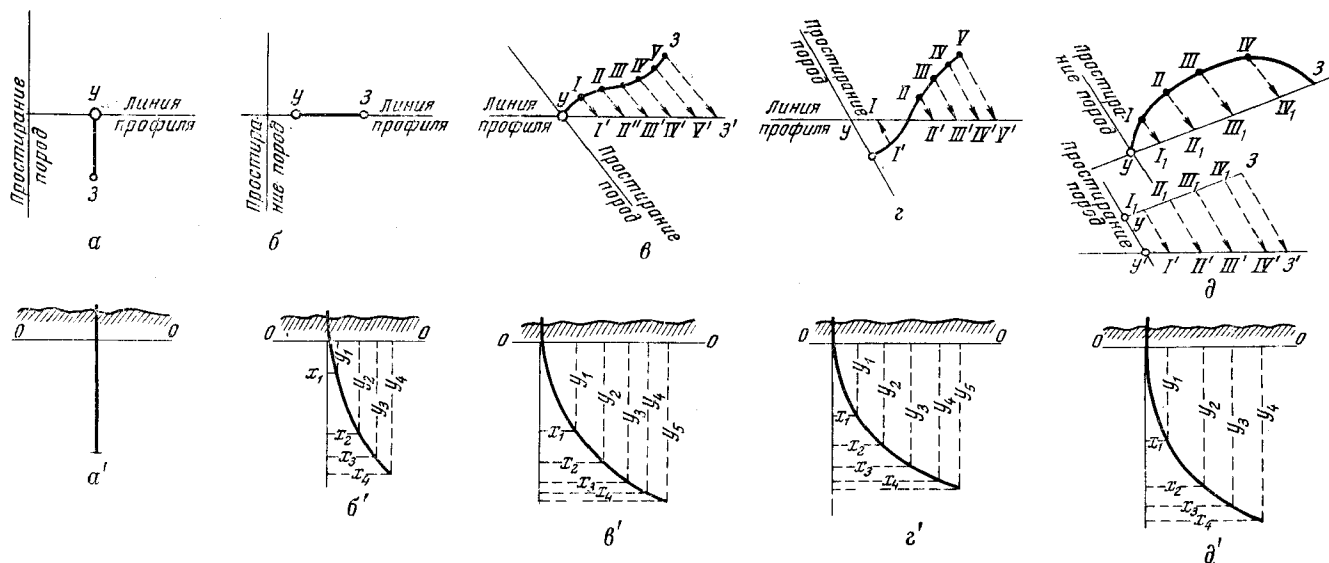 Простирание
пород
У
Линия
профиля
З
а
Простира-
ние пород
У
З
Линия
профиля
б
Простирание
пород
Линия
профиля
У
I
II
III
IV
V
З
I'
II"
III'
IV'
V'
З'
в
Простирание
пород
Линия
профиля
У
I
II
III
IV
V
I'
II'
III'
IV'
V'
г
Простира-
ние пород
У
I
II
III
IV
З
I₁
II₁
III₁
IV₁
Простирание
пород
I₁
У
II₁
III₁
IV₁
З
У'
I'
II'
III'
IV'
З'
д
0
0
а'
0
0
y₁
y₂
y₃
y₄
x₁
x₂
x₃
x₄
б'
0
0
y₁
y₂
y₃
y₄
y₅
x₁
x₂
x₃
x₄
в'
0
0
y₁
y₂
y₃
y₄
y₅
x₁
x₂
x₃
x₄
г'
0
0
y₁
y₂
y₃
y₄
x₁
x₂
x₃
x₄
д'